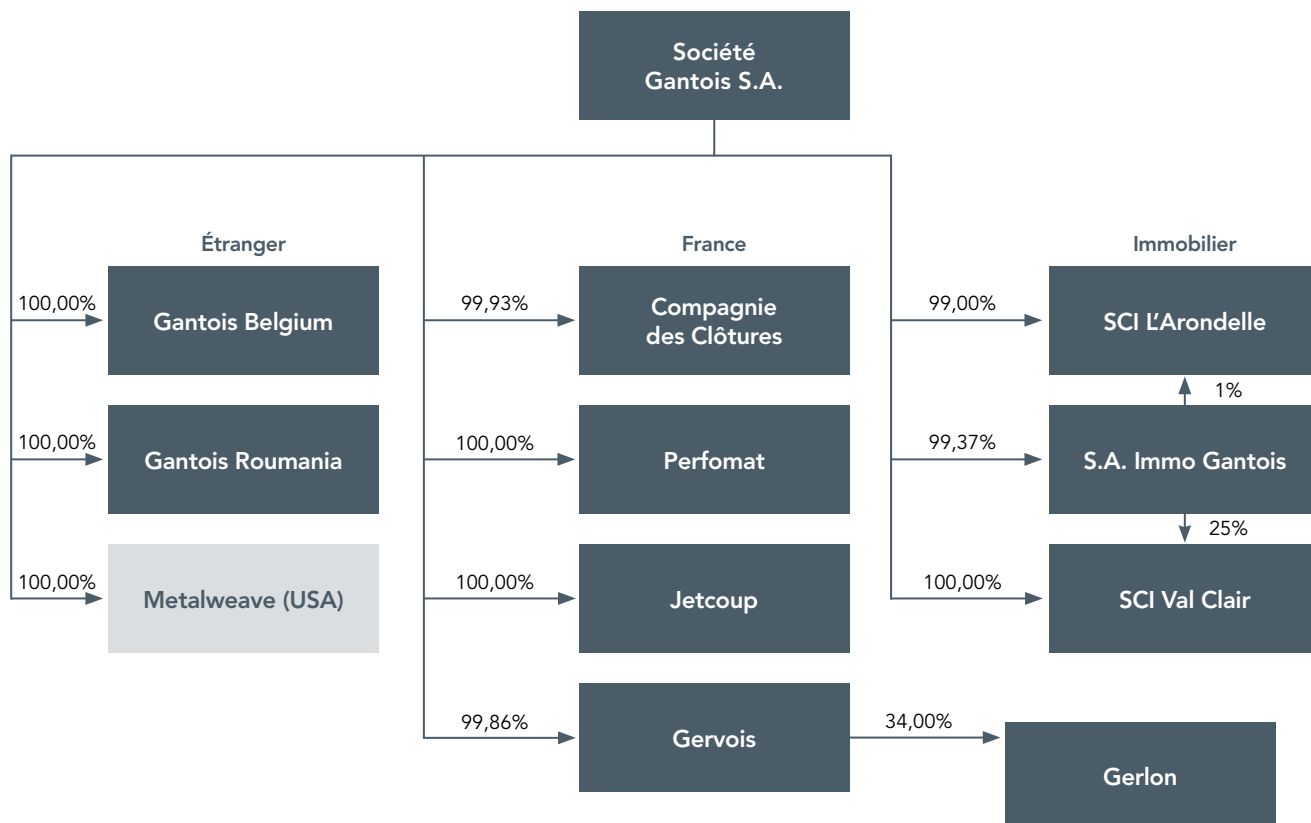 Société
Gantois S.A.
Étranger
France
Immobilier
100,00%
Gantois Belgium
99,93%
Compagnie
des Clôtures
99,00%
SCI L'Arondelle
1%
100,00%
Gantois Roumania
100,00%
Perfomat
99,37%
S.A. Immo Gantois
25%
100,00%
Metalweave (USA)
100,00%
Jetcoup
100,00%
SCI Val Clair
99,86%
Gervois
34,00%
Gerlon